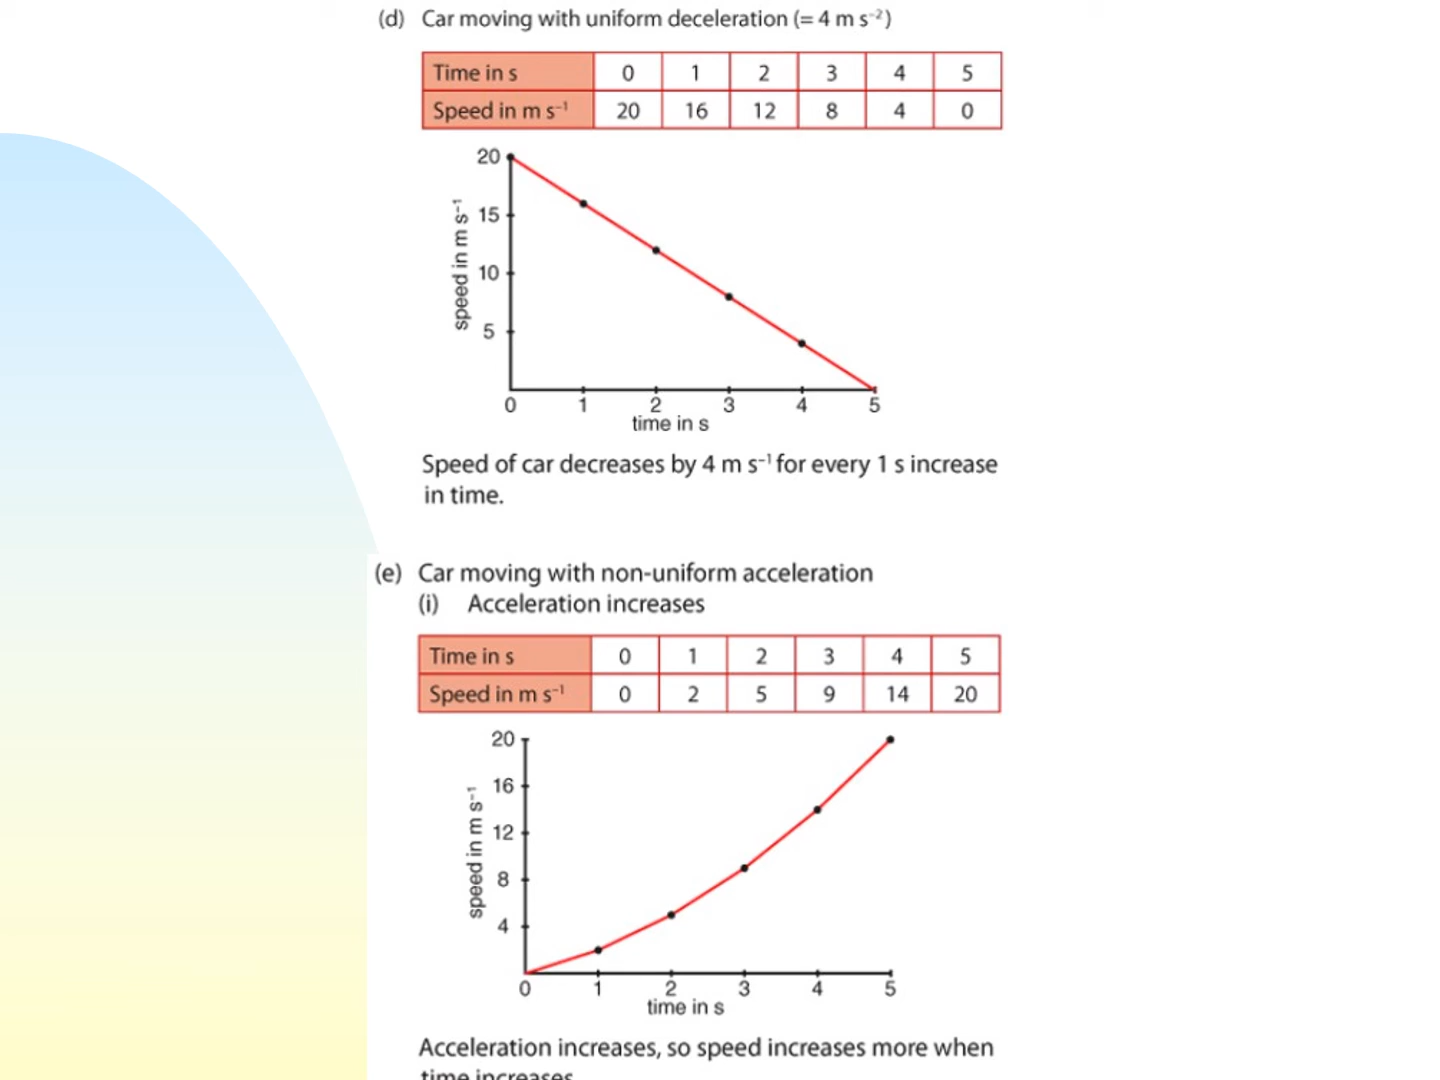 (d) Car moving with uniform deceleration (= 4 m s⁻²)
Time in s 0 1 2 3 4 5
Speed in m s⁻¹ 20 16 12 8 4 0
20
15
10
5
speed in m s⁻¹
0 1 2 3 4 5
time in s
Speed of car decreases by 4 m s⁻¹ for every 1 s increase
in time.
(e) Car moving with non-uniform acceleration
(i) Acceleration increases
Time in s 0 1 2 3 4 5
Speed in m s⁻¹ 0 2 5 9 14 20
20
16
12
8
4
speed in m s⁻¹
0 1 2 3 4 5
time in s
Acceleration increases, so speed increases more when
time increases